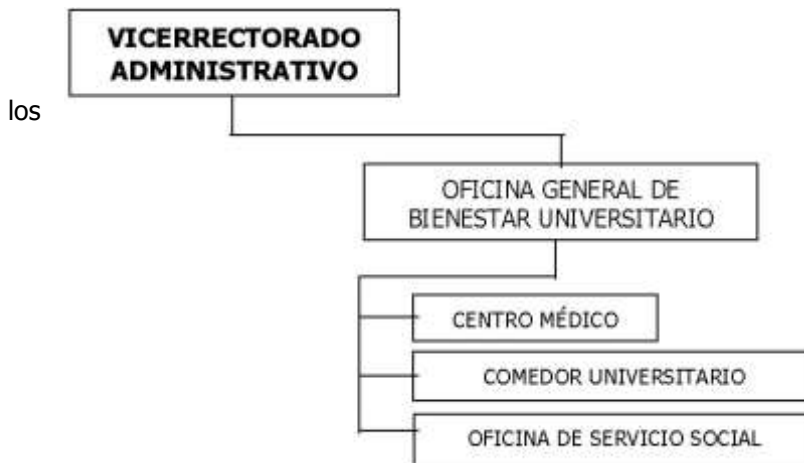 VICERRECTORADO
ADMINISTRATIVO
los
OFICINA GENERAL DE
BIENESTAR UNIVERSITARIO
CENTRO MÉDICO
COMEDOR UNIVERSITARIO
OFICINA DE SERVICIO SOCIAL